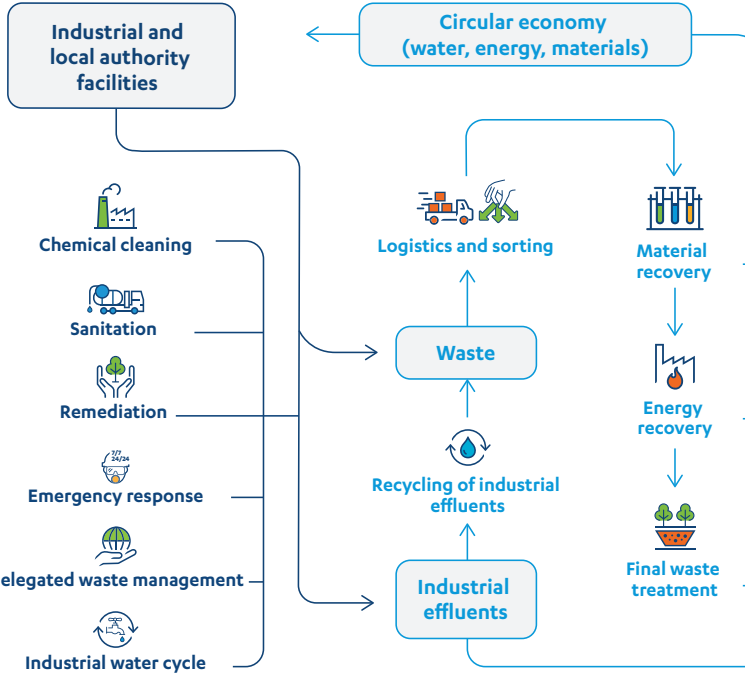 Industrial and
local authority
facilities
Circular economy
(water, energy, materials)
Chemical cleaning
Sanitation
Remediation
7/7
24/24
Emergency response
elegated waste management
Industrial water cycle
Logistics and sorting
Waste
Recycling of industrial
effluents
Industrial
effluents
Material
recovery
Energy
recovery
Final waste
treatment